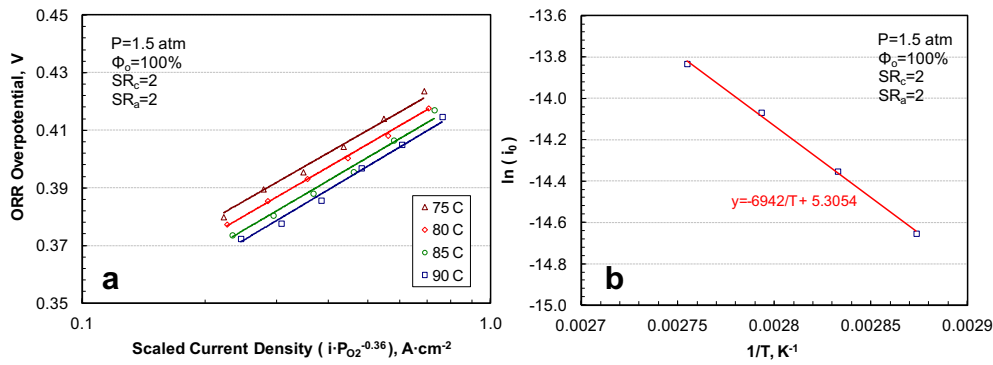 0.45
0.43
0.41
0.39
0.37
0.35
ORR Overpotential, V
P=1.5 atm
Φo=100%
SRc=2
SRa=2
75 C
80 C
85 C
90 C
a
0.1
1.0
Scaled Current Density ( i·PO2^-0.36), A·cm^-2
-13.6
-13.8
-14.0
-14.2
-14.4
-14.6
-14.8
-15.0
ln ( i0)
P=1.5 atm
Φo=100%
SRc=2
SRa=2
y=-6942/T+ 5.3054
b
0.0027 0.00275 0.0028 0.00285 0.0029
1/T, K^-1